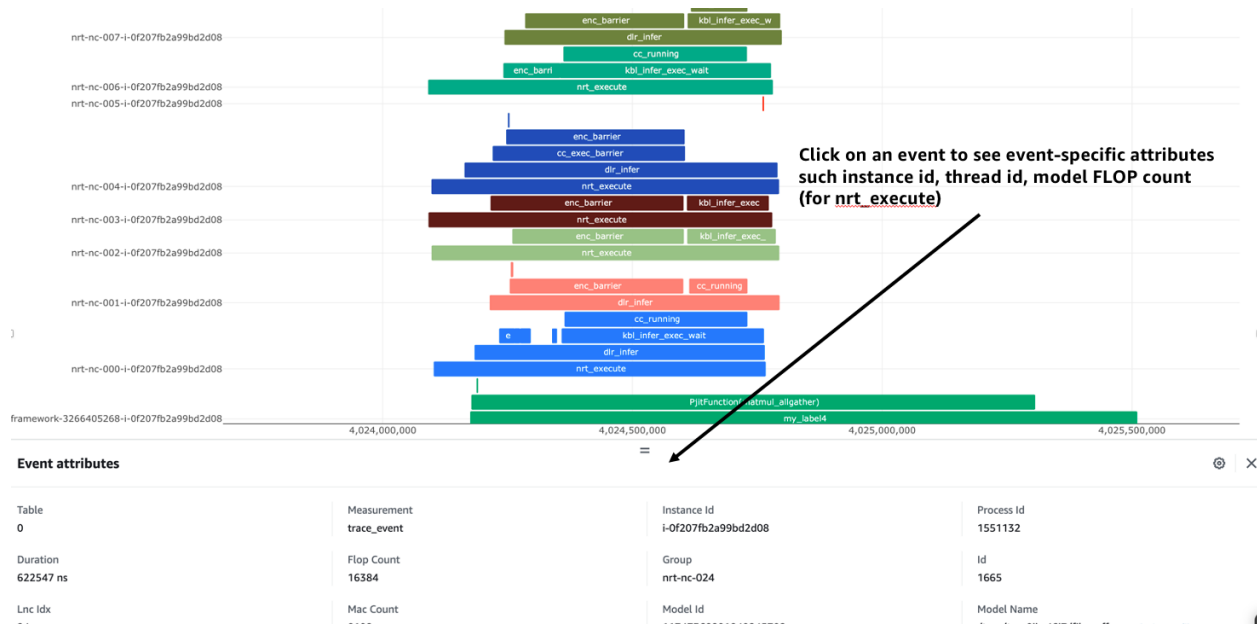 enc_barrier kbl_infer_exec_w
nrt-nc-007-i-0f207fb2a99bd2d08 dlr_infer
cc_running
enc_barri kbl_infer_exec_wait
nrt-nc-006-i-0f207fb2a99bd2d08 nrt_execute
nrt-nc-005-i-0f207fb2a99bd2d08
enc_barrier
cc_exec_barrier
dlr_infer
nrt-nc-004-i-0f207fb2a99bd2d08 nrt_execute
enc_barrier kbl_infer_exec
nrt-nc-003-i-0f207fb2a99bd2d08 nrt_execute
enc_barrier kbl_infer_exec_
nrt-nc-002-i-0f207fb2a99bd2d08 nrt_execute
enc_barrier cc_running
nrt-nc-001-i-0f207fb2a99bd2d08 dlr_infer
cc_running
e kbl_infer_exec_wait
dlr_infer
nrt-nc-000-i-0f207fb2a99bd2d08 nrt_execute
PjitFunction(matmul_allgather)
framework-3266405268-i-0f207fb2a99bd2d08 my_label4
4,024,000,000 4,024,500,000 4,025,000,000 4,025,500,000
Click on an event to see event-specific attributes
such instance id, thread id, model FLOP count
(for nrt_execute)
Event attributes
Table Measurement Instance Id Process Id
0 trace_event i-0f207fb2a99bd2d08 1551132
Duration Flop Count Group Id
622547 ns 16384 nrt-nc-024 1665
Lnc Idx Mac Count Model Id Model Name